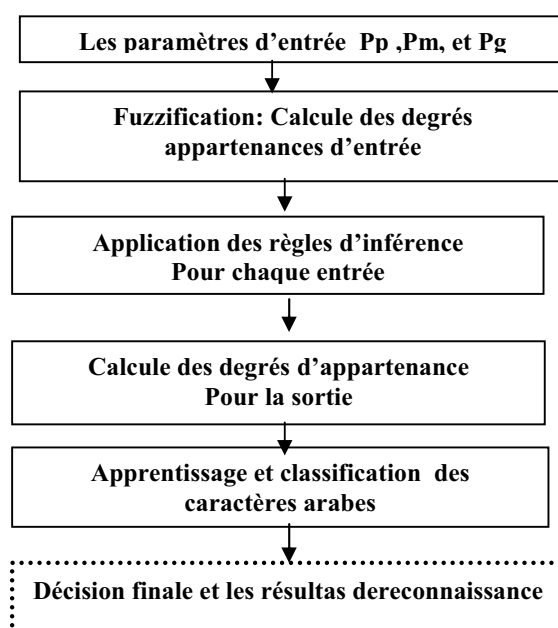 Les paramètres d’entrée Pp ,Pm, et Pg
Fuzzification: Calcule des degrés
appartenances d’entrée
Application des règles d’inférence
Pour chaque entrée
Calcule des degrés d’appartenance
Pour la sortie
Apprentissage et classification des
caractères arabes
Décision finale et les résultas dereconnaissance